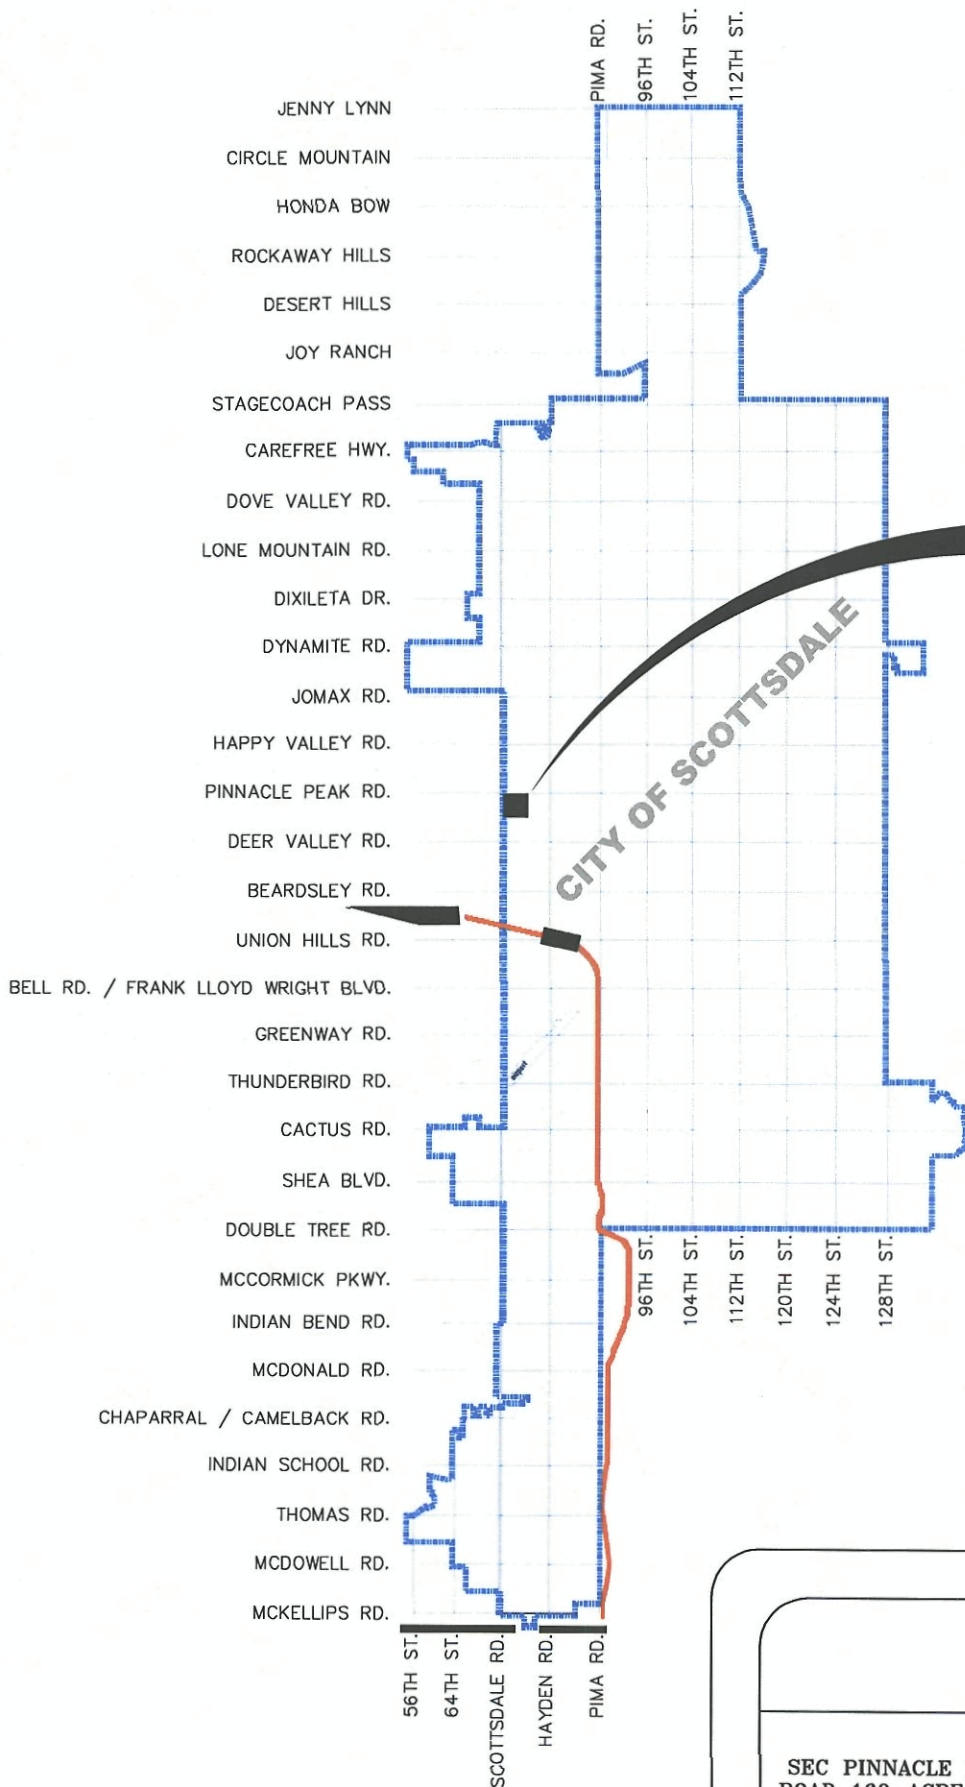 PIMA RD.
96TH ST.
104TH ST.
112TH ST.
JENNY LYNN
CIRCLE MOUNTAIN
HONDA BOW
ROCKAWAY HILLS
DESERT HILLS
JOY RANCH
STAGECOACH PASS
CAREFREE HWY.
DOVE VALLEY RD.
LONE MOUNTAIN RD.
DIXILETA DR.
DYNAMITE RD.
JOMAX RD.
HAPPY VALLEY RD.
PINNACLE PEAK RD.
DEER VALLEY RD.
BEARDSLEY RD.
UNION HILLS RD.
BELL RD. / FRANK LLOYD WRIGHT BLVD.
GREENWAY RD.
THUNDERBIRD RD.
CACTUS RD.
SHEA BLVD.
DOUBLE TREE RD.
MCCORMICK PKWY.
INDIAN BEND RD.
MCDONALD RD.
CHAPARRAL / CAMELBACK RD.
INDIAN SCHOOL RD.
THOMAS RD.
MCDOWELL RD.
MCKELLIPS RD.
CITY OF SCOTTSDALE
96TH ST.
104TH ST.
112TH ST.
120TH ST.
124TH ST.
128TH ST.
56TH ST.
64TH ST.
SCOTTSDALE RD.
HAYDEN RD.
PIMA RD.
SEC PINNACLE